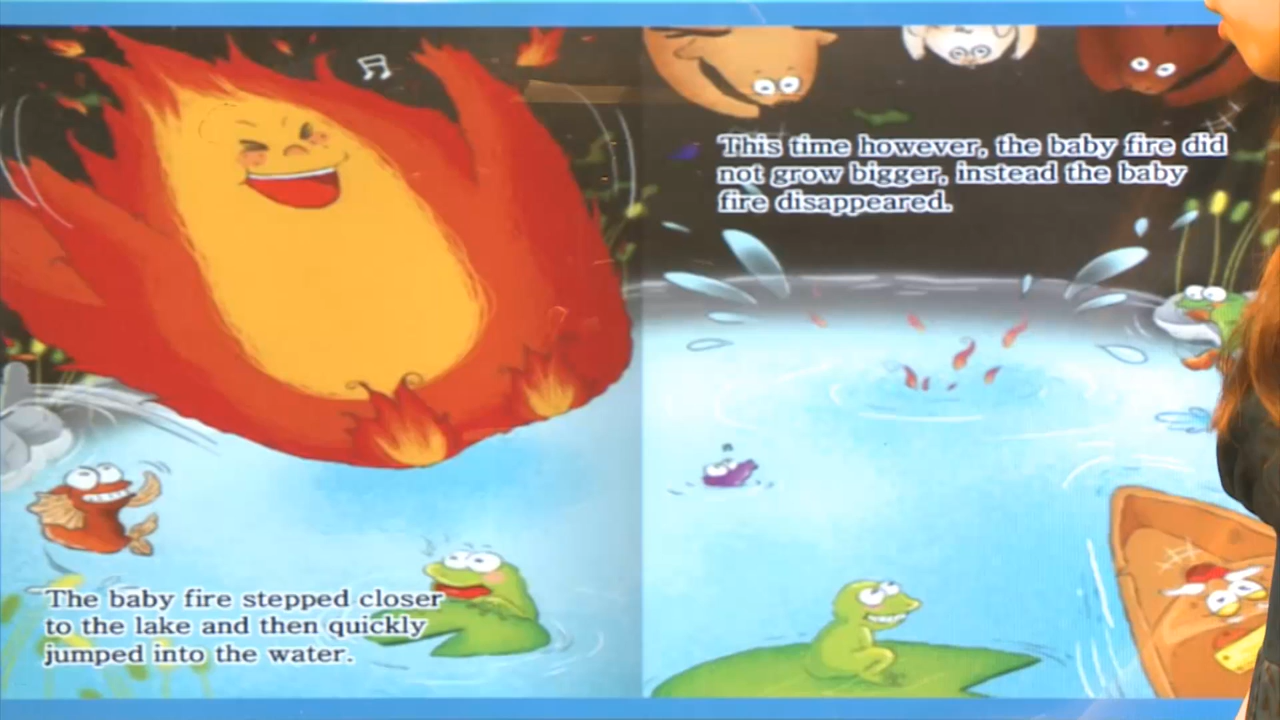 The baby fire stepped closer
to the lake and then quickly
jumped into the water.
This time however, the baby fire did
not grow bigger, instead the baby
fire disappeared.